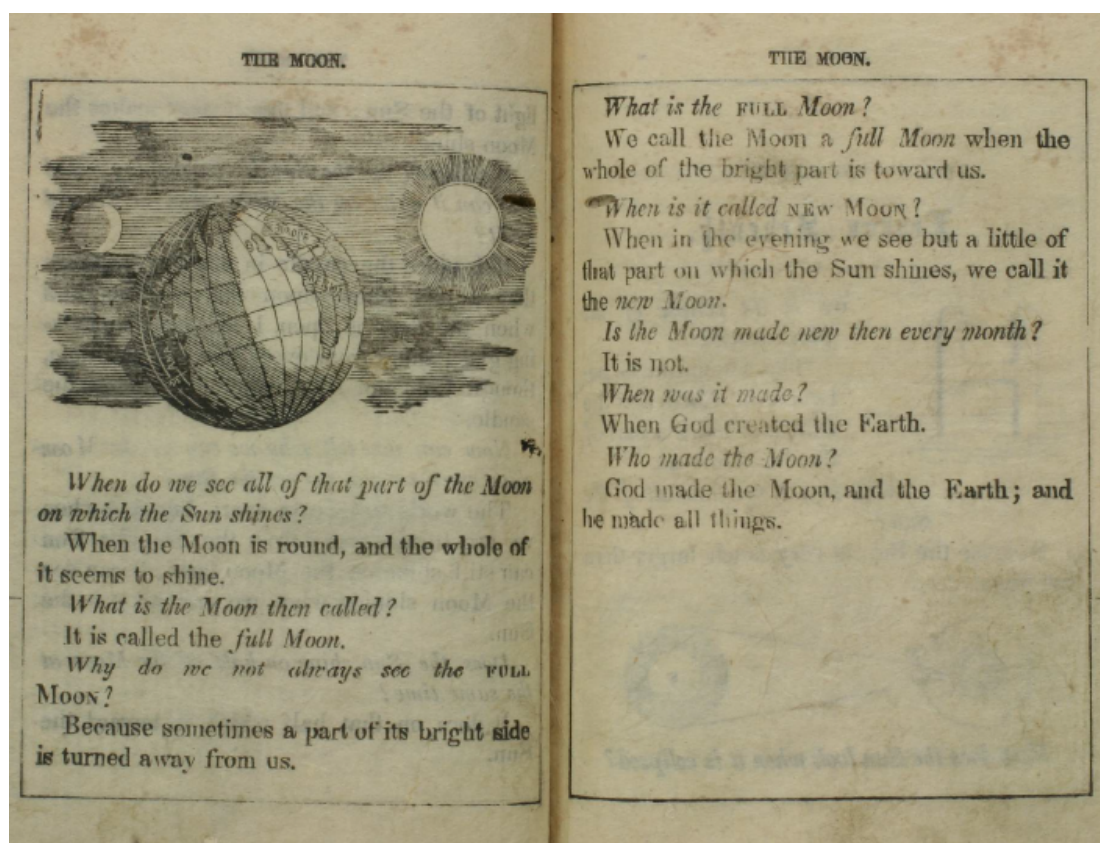 THE MOON.
When do we see all of that part of the Moon
on which the Sun shines?
When the Moon is round, and the whole of
it seems to shine.
What is the Moon then called?
It is called the full Moon.
Why do we not always see the FULL
MOON?
Because sometimes a part of its bright side
is turned away from us.
THE MOON.
What is the FULL Moon?
We call the Moon a full Moon when the
whole of the bright part is toward us.
When is it called NEW MOON?
When in the evening we see but a little of
that part on which the Sun shines, we call it
the new Moon.
Is the Moon made new then every month?
It is not.
When was it made?
When God created the Earth.
Who made the Moon?
God made the Moon, and the Earth; and
he made all things.